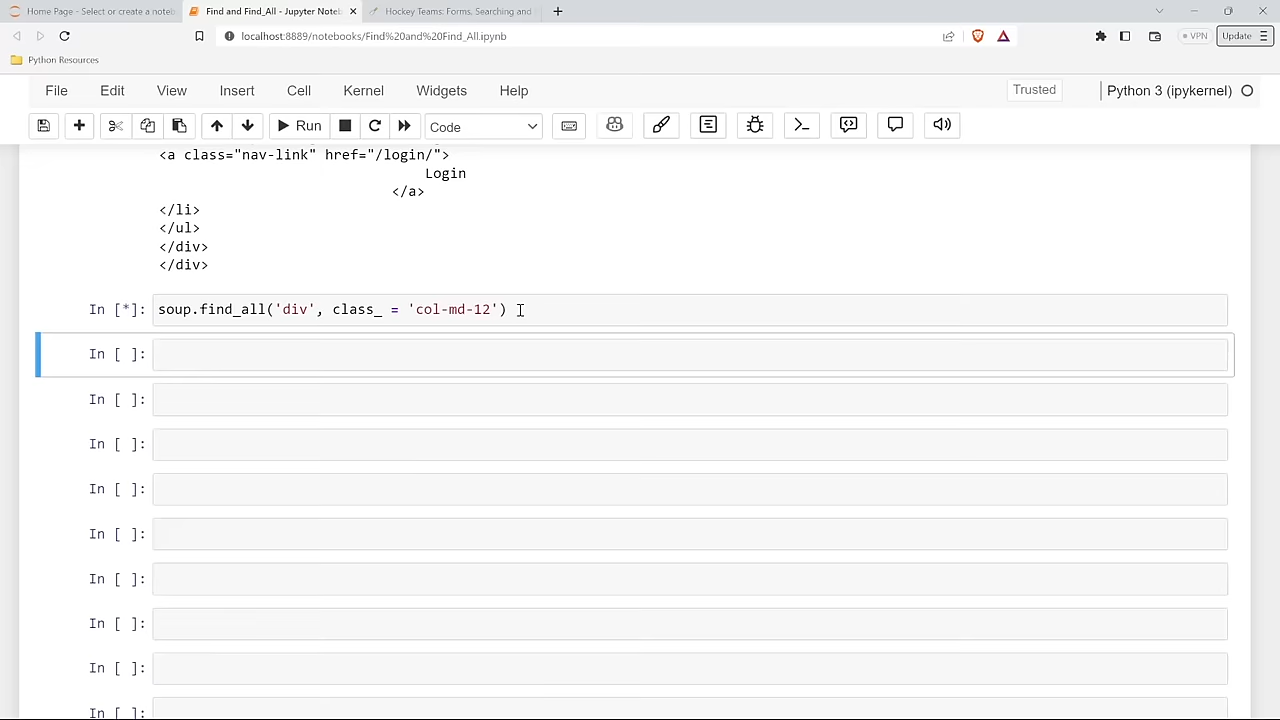 Home Page - Select or create a noteb
Find and Find_All - Jupyter Noteb
Hockey Teams: Forms, Searching and
localhost:8889/notebooks/Find%20and%20Find_All.ipynb
VPN
Update
Python Resources
File Edit View Insert Cell Kernel Widgets Help
Trusted
Python 3 (ipykernel)
Run
Code
<a class="nav-link" href="/login/">
Login
</a>
</li>
</ul>
</div>
</div>
In [*]: soup.find_all('div', class_ = 'col-md-12')
In [ ]:
In [ ]:
In [ ]:
In [ ]:
In [ ]:
In [ ]:
In [ ]:
In [ ]:
In [ ]: